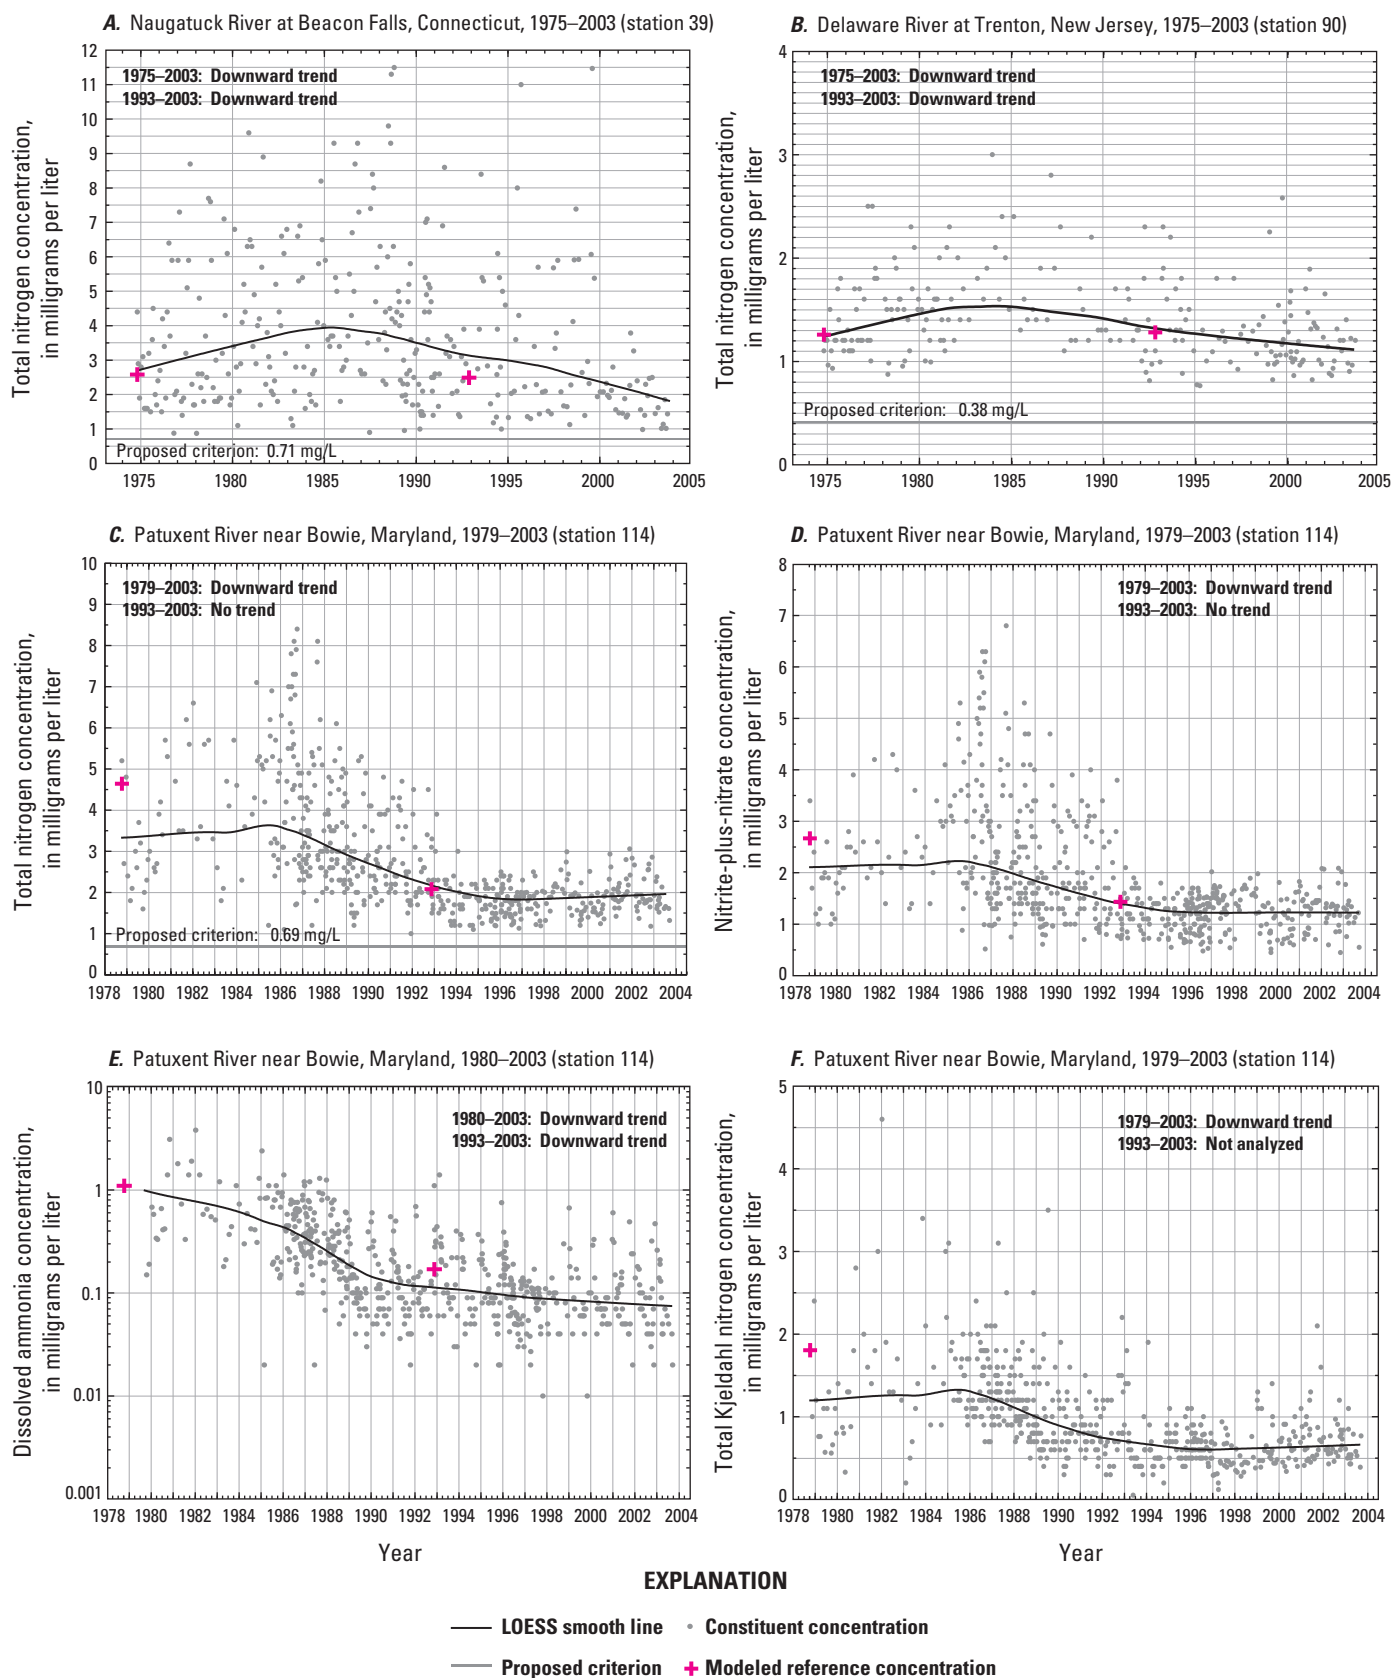 A. Naugatuck River at Beacon Falls, Connecticut, 1975–2003 (station 39)
Total nitrogen concentration,
in milligrams per liter
12
11
10
9
8
7
6
5
4
3
2
1
0
1975–2003: Downward trend
1993–2003: Downward trend
Proposed criterion: 0.71 mg/L
1975 1980 1985 1990 1995 2000 2005
B. Delaware River at Trenton, New Jersey, 1975–2003 (station 90)
Total nitrogen concentration,
in milligrams per liter
4
3
2
1
0
1975–2003: Downward trend
1993–2003: Downward trend
Proposed criterion: 0.38 mg/L
1975 1980 1985 1990 1995 2000 2005
C. Patuxent River near Bowie, Maryland, 1979–2003 (station 114)
Total nitrogen concentration,
in milligrams per liter
10
9
8
7
6
5
4
3
2
1
0
1979–2003: Downward trend
1993–2003: No trend
Proposed criterion: 0.69 mg/L
1978 1980 1982 1984 1986 1988 1990 1992 1994 1996 1998 2000 2002 2004
D. Patuxent River near Bowie, Maryland, 1979–2003 (station 114)
Nitrite-plus-nitrate concentration,
in milligrams per liter
8
7
6
5
4
3
2
1
0
1979–2003: Downward trend
1993–2003: No trend
1978 1980 1982 1984 1986 1988 1990 1992 1994 1996 1998 2000 2002 2004
E. Patuxent River near Bowie, Maryland, 1980–2003 (station 114)
Dissolved ammonia concentration,
in milligrams per liter
10
1
0.1
0.01
0.001
1980–2003: Downward trend
1993–2003: Downward trend
1978 1980 1982 1984 1986 1988 1990 1992 1994 1996 1998 2000 2002 2004
Year
F. Patuxent River near Bowie, Maryland, 1979–2003 (station 114)
Total Kjeldahl nitrogen concentration,
in milligrams per liter
5
4
3
2
1
0
1979–2003: Downward trend
1993–2003: Not analyzed
1978 1980 1982 1984 1986 1988 1990 1992 1994 1996 1998 2000 2002 2004
Year
EXPLANATION
LOESS smooth line
Constituent concentration
Proposed criterion
Modeled reference concentration